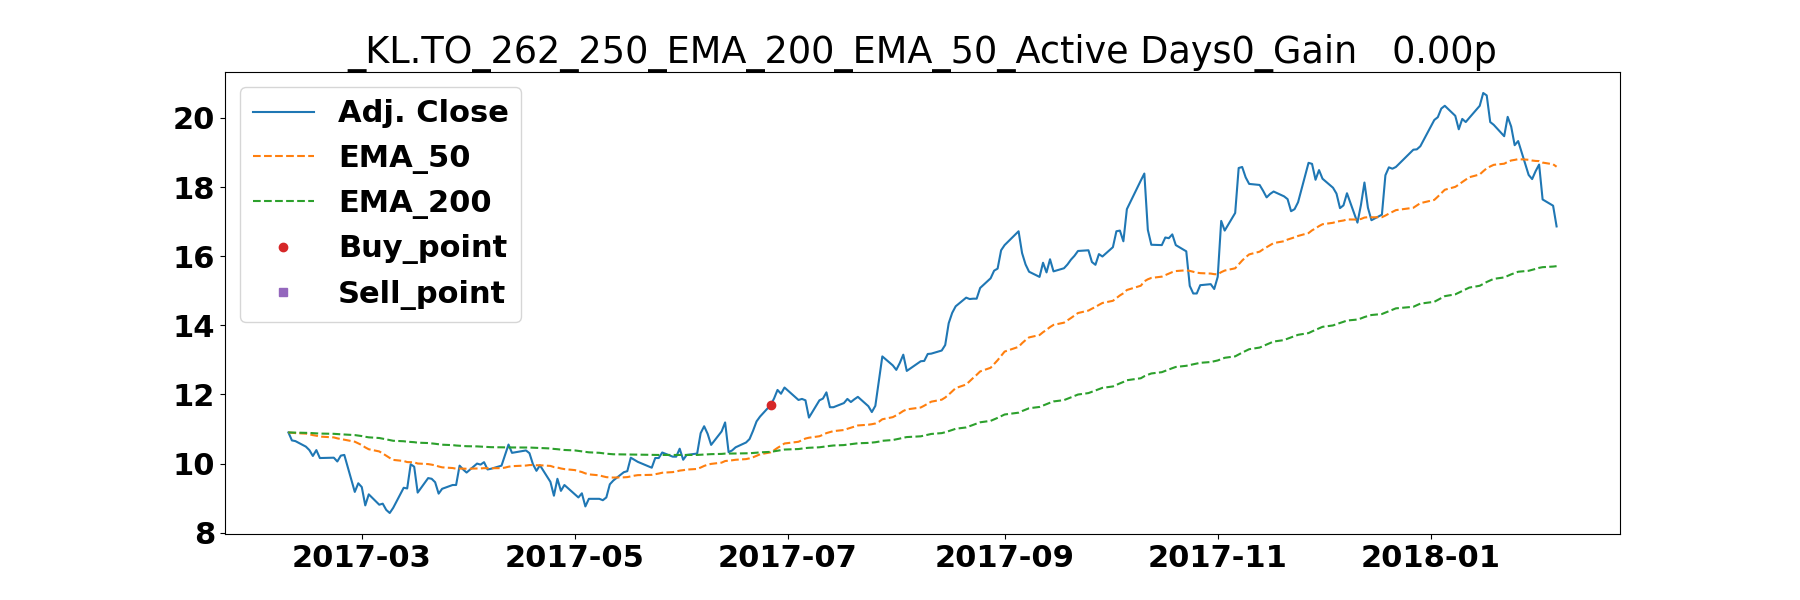 _KL.TO_262_250_EMA_200_EMA_50_Active Days0_Gain   0.00p
Adj. Close
EMA_50
EMA_200
Buy_point
Sell_point
20
18
16
14
12
10
8
2017-03 2017-05 2017-07 2017-09 2017-11 2018-01